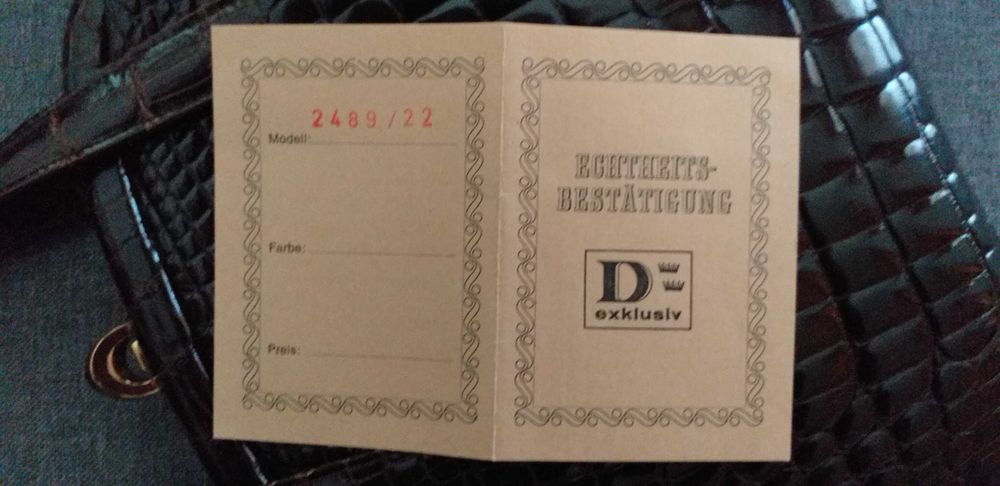 Modell: 2489/22
Farbe:
Preis:
ECHTHEITS-
BESTÄTIGUNG
D
exklusiv